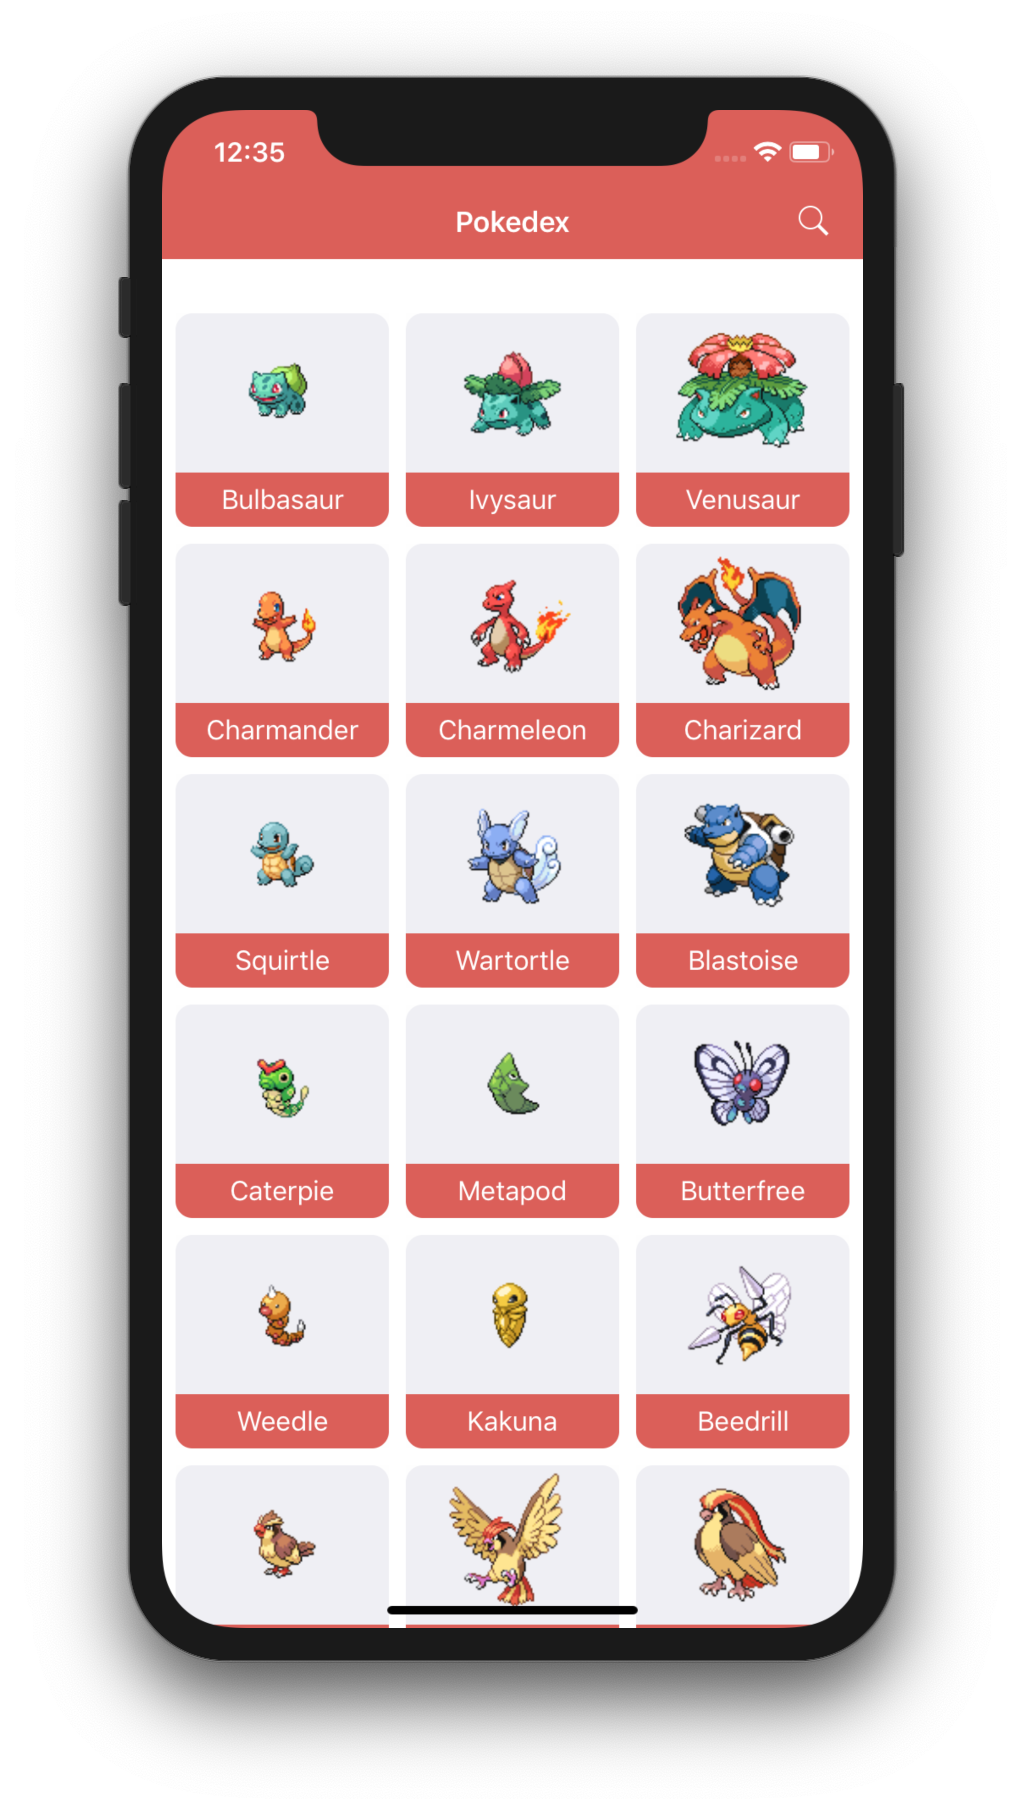 12:35
Pokedex
Bulbasaur
Ivysaur
Venusaur
Charmander
Charmeleon
Charizard
Squirtle
Wartortle
Blastoise
Caterpie
Metapod
Butterfree
Weedle
Kakuna
Beedrill